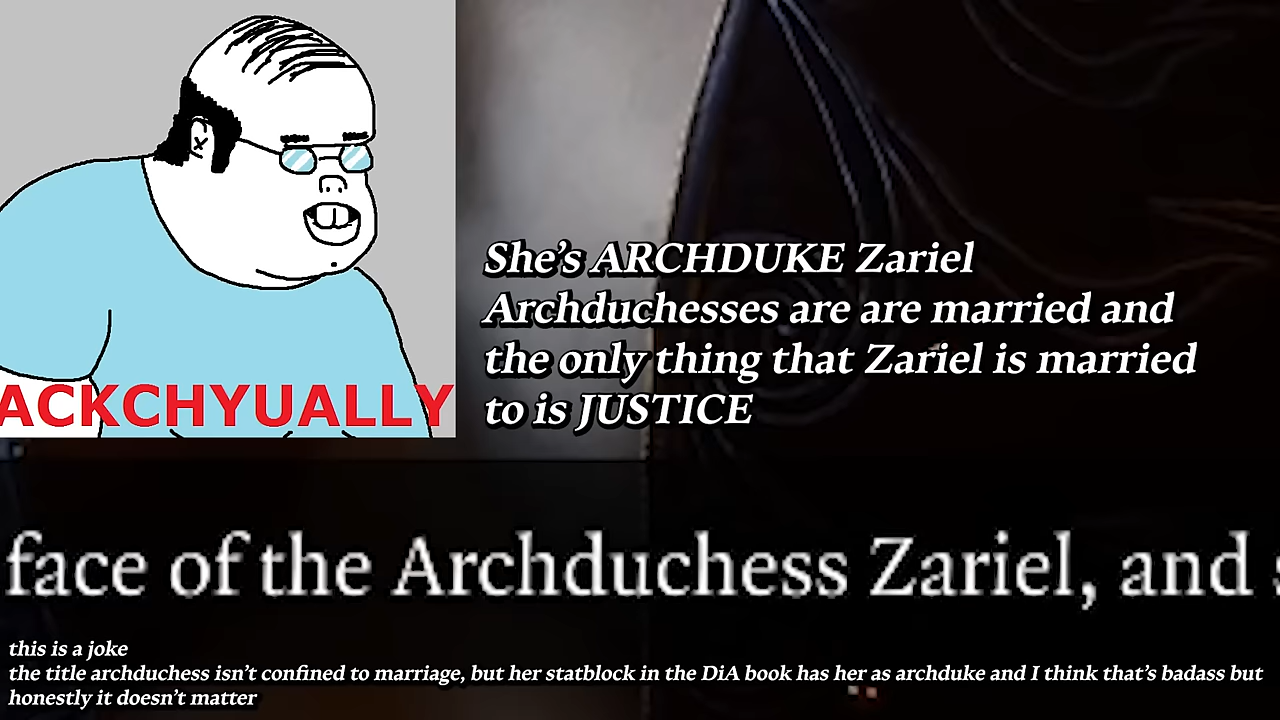 She's ARCHDUKE Zariel
Archduchesses are are married and
the only thing that Zariel is married
to is JUSTICE
ACKCHYUALLY
face of the Archduchess Zariel, and
this is a joke
the title archduchess isn't confined to marriage, but her statblock in the DiA book has her as archduke and I think that's badass but
honestly it doesn't matter